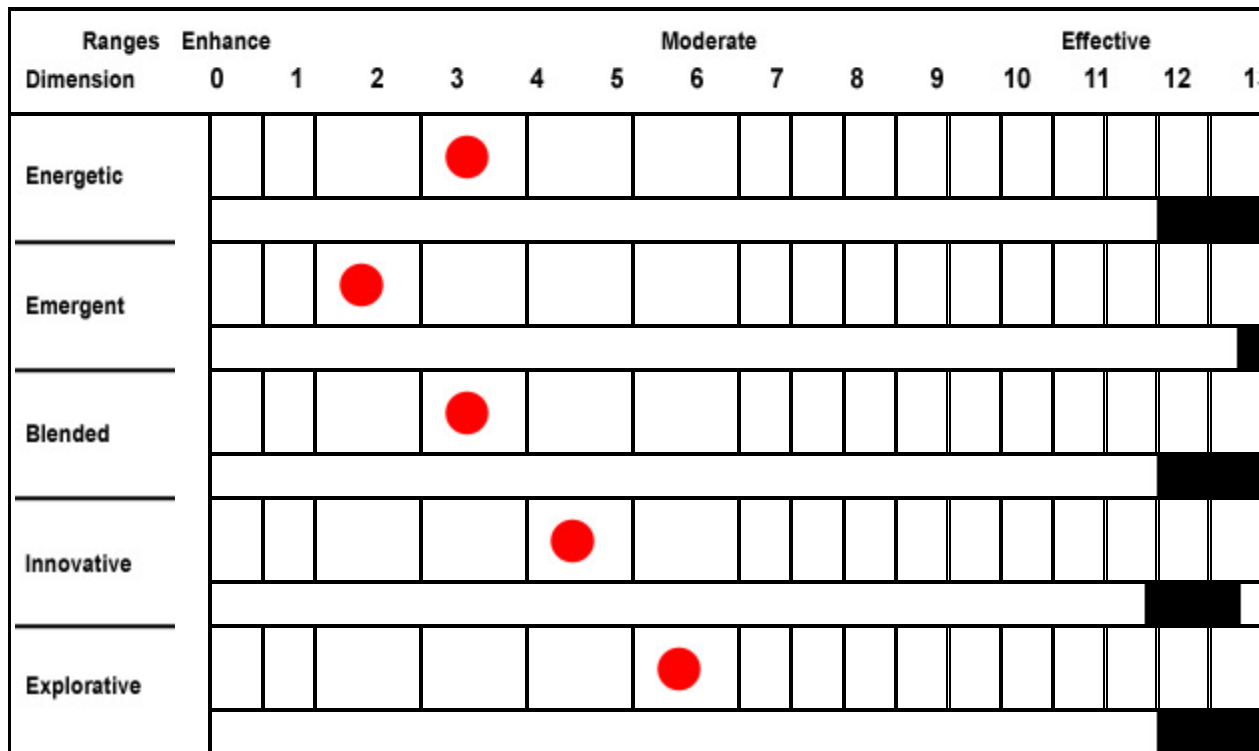 Ranges Enhance Moderate Effective
Dimension 0 1 2 3 4 5 6 7 8 9 10 11 12
Energetic
Emergent
Blended
Innovative
Explorative